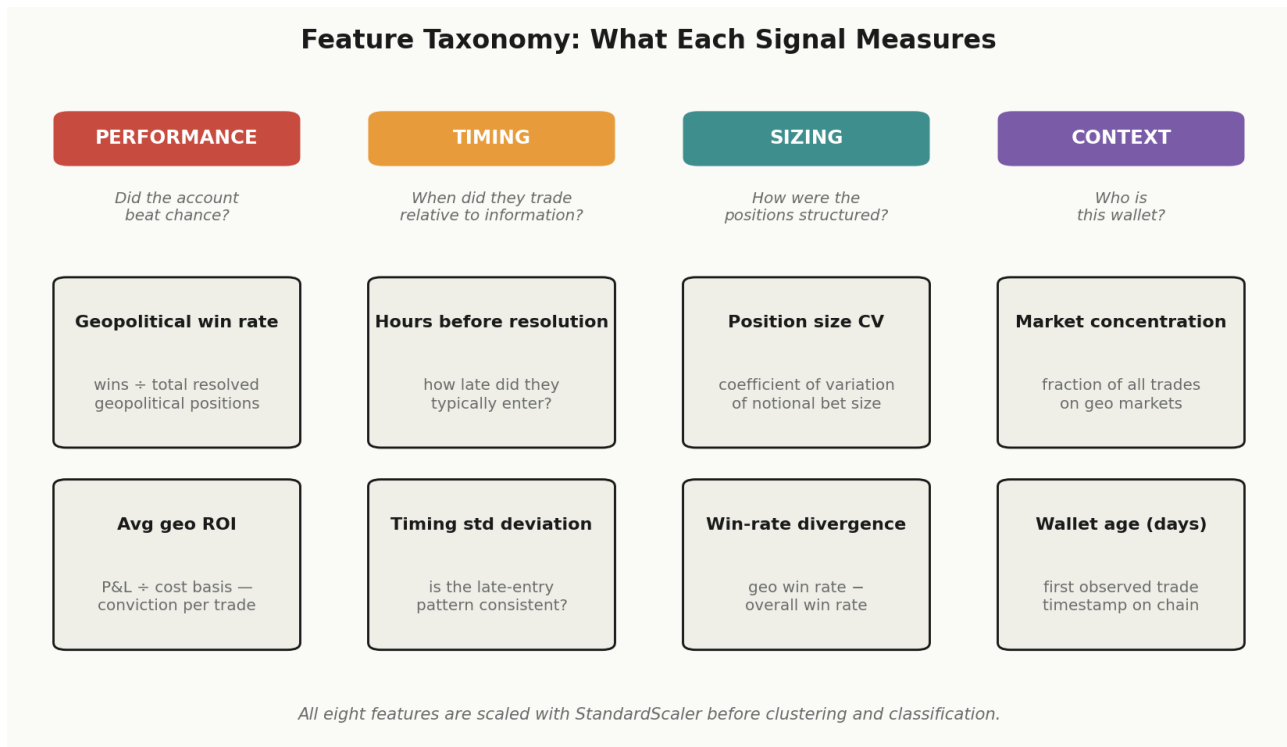 Feature Taxonomy: What Each Signal Measures
PERFORMANCE
Did the account
beat chance?
Geopolitical win rate
wins ÷ total resolved
geopolitical positions
Avg geo ROI
P&L ÷ cost basis —
conviction per trade
TIMING
When did they trade
relative to information?
Hours before resolution
how late did they
typically enter?
Timing std deviation
is the late-entry
pattern consistent?
SIZING
How were the
positions structured?
Position size CV
coefficient of variation
of notional bet size
Win-rate divergence
geo win rate −
overall win rate
CONTEXT
Who is
this wallet?
Market concentration
fraction of all trades
on geo markets
Wallet age (days)
first observed trade
timestamp on chain
All eight features are scaled with StandardScaler before clustering and classification.